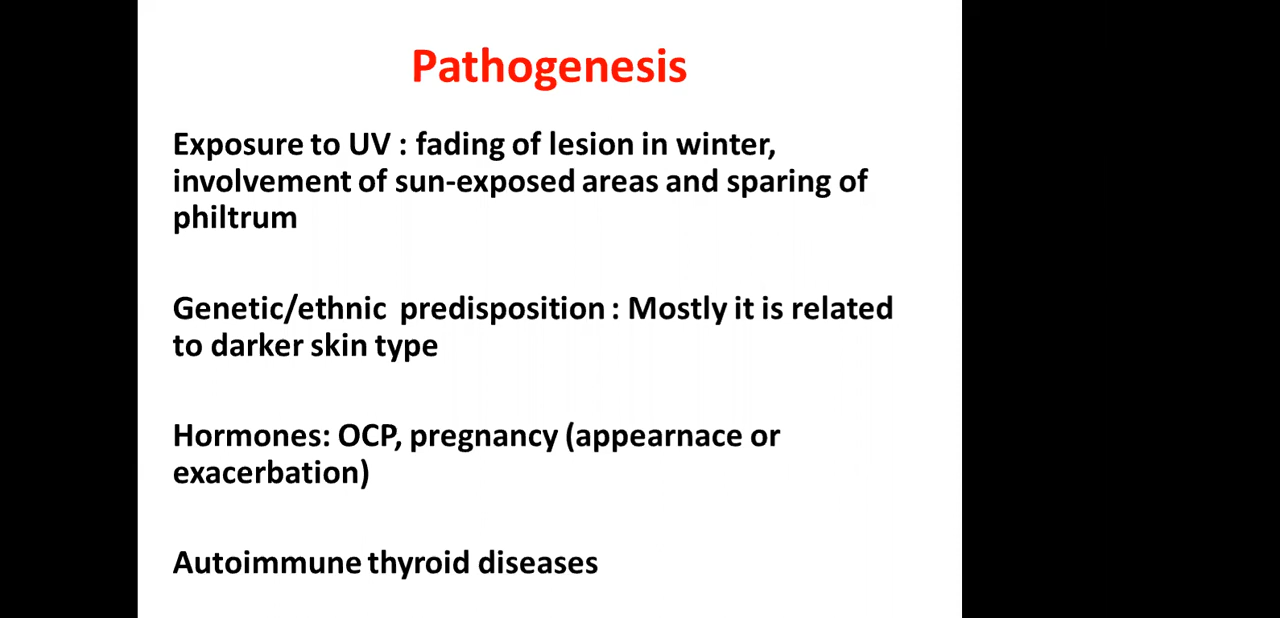 Pathogenesis
Exposure to UV : fading of lesion in winter,
involvement of sun-exposed areas and sparing of
philtrum
Genetic/ethnic predisposition : Mostly it is related
to darker skin type
Hormones: OCP, pregnancy (appearnace or
exacerbation)
Autoimmune thyroid diseases